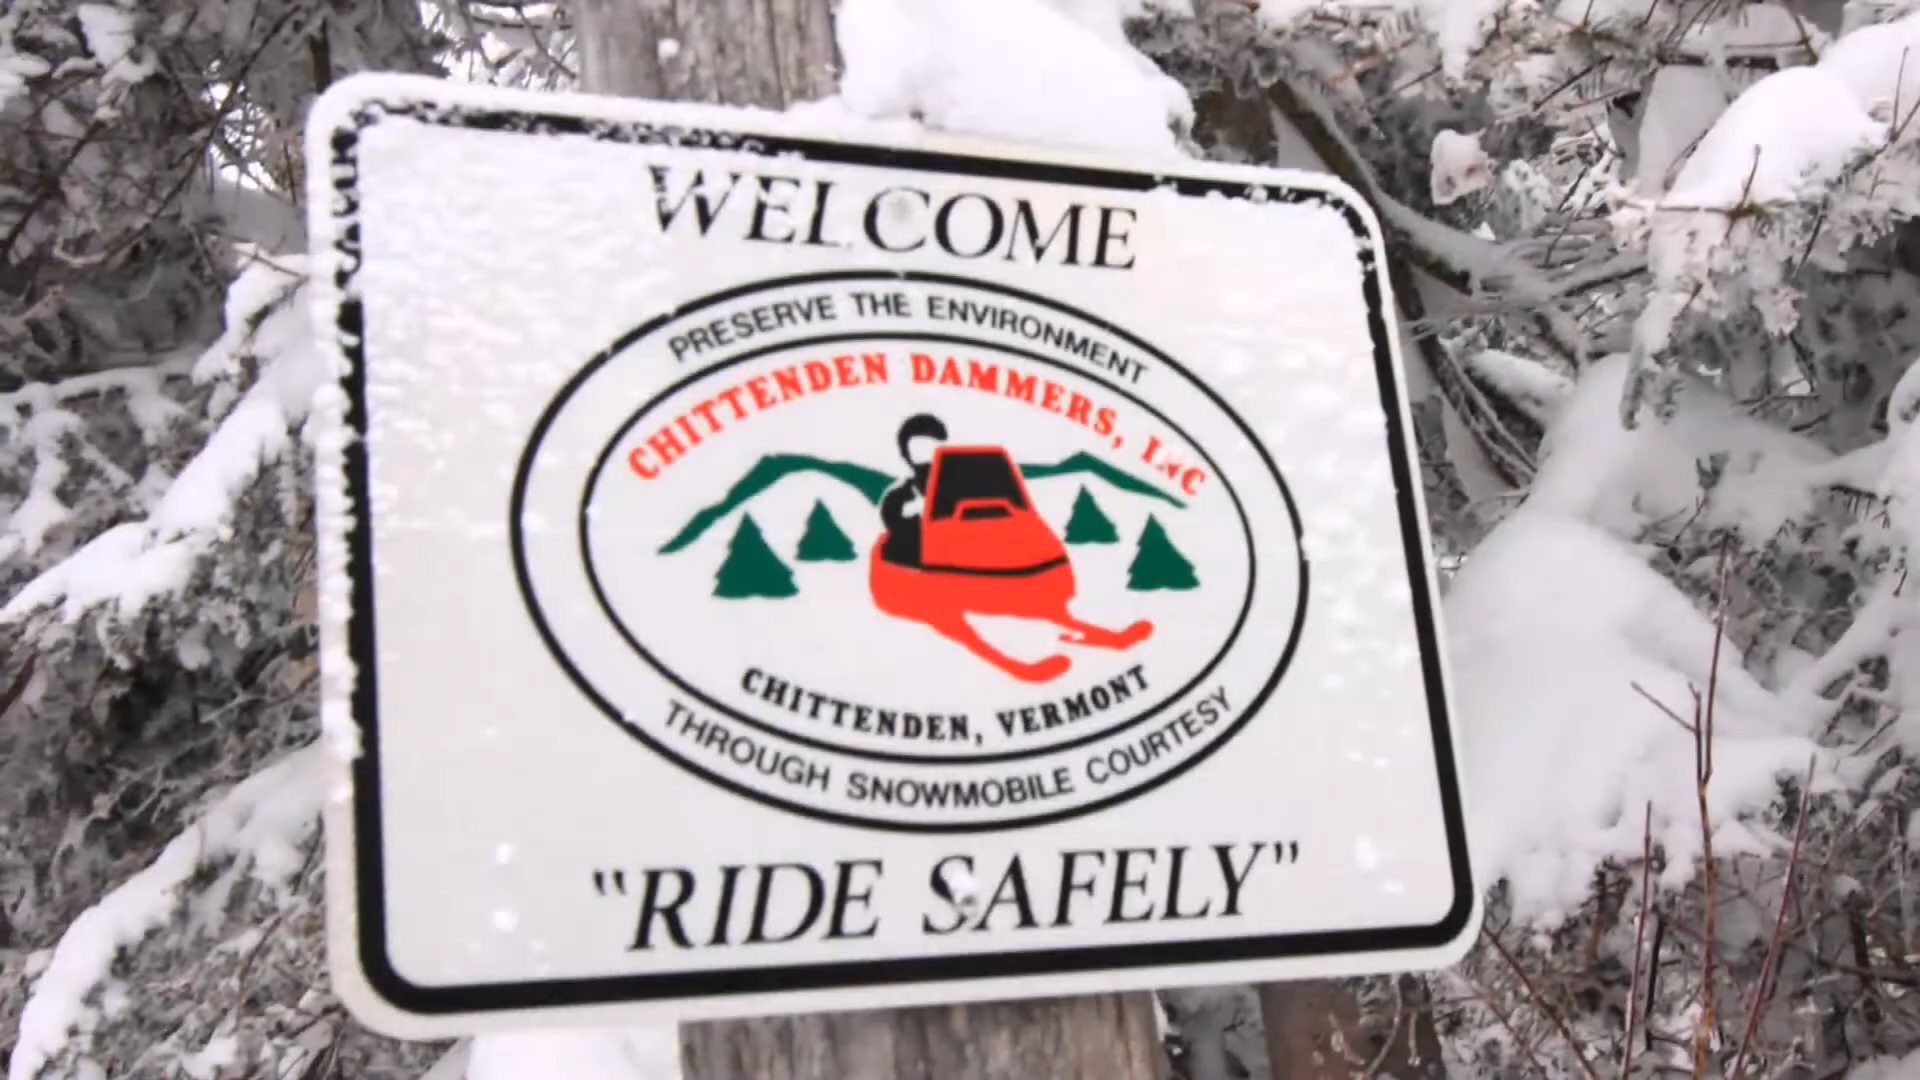 WELCOME
PRESERVE THE ENVIRONMENT
CHITTENDEN DAMMERS, INC
CHITTENDEN, VERMONT
THROUGH SNOWMOBILE COURTESY
"RIDE SAFELY"